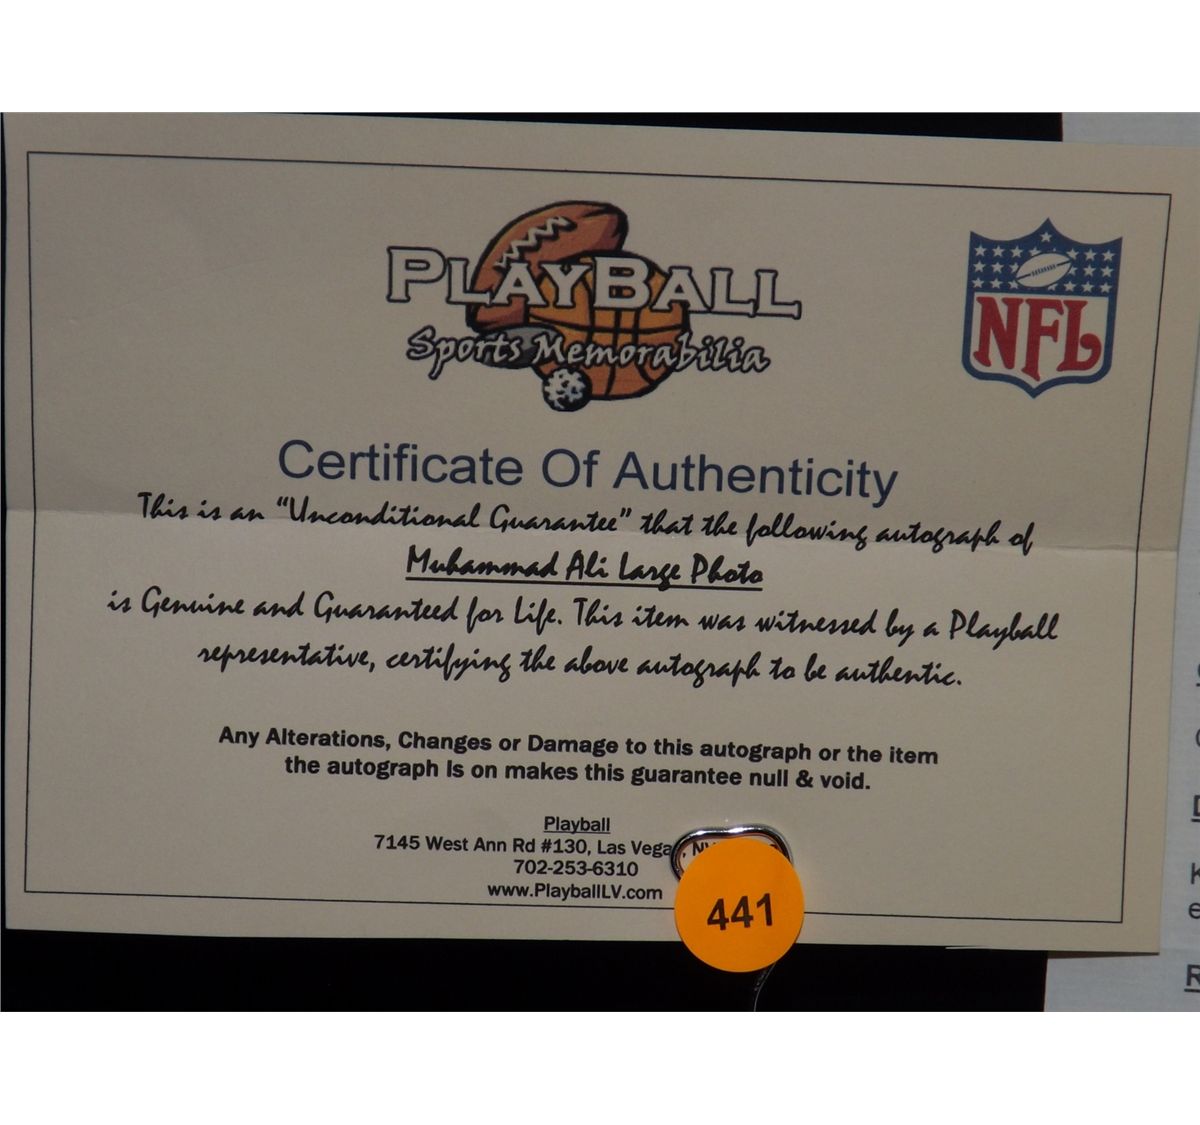 PLAYBALL
Sports Memorabilia
NFL
Certificate Of Authenticity
This is an "Unconditional Guarantee" that the following autograph of
Muhammad Ali Large Photo
is Genuine and Guaranteed for Life. This item was witnessed by a Playball
representative, certifying the above autograph to be authentic.
Any Alterations, Changes or Damage to this autograph or the item
the autograph Is on makes this guarantee null & void.
Playball
7145 West Ann Rd #130, Las Vegas, NV
702-253-6310
www.PlayballLV.com
441